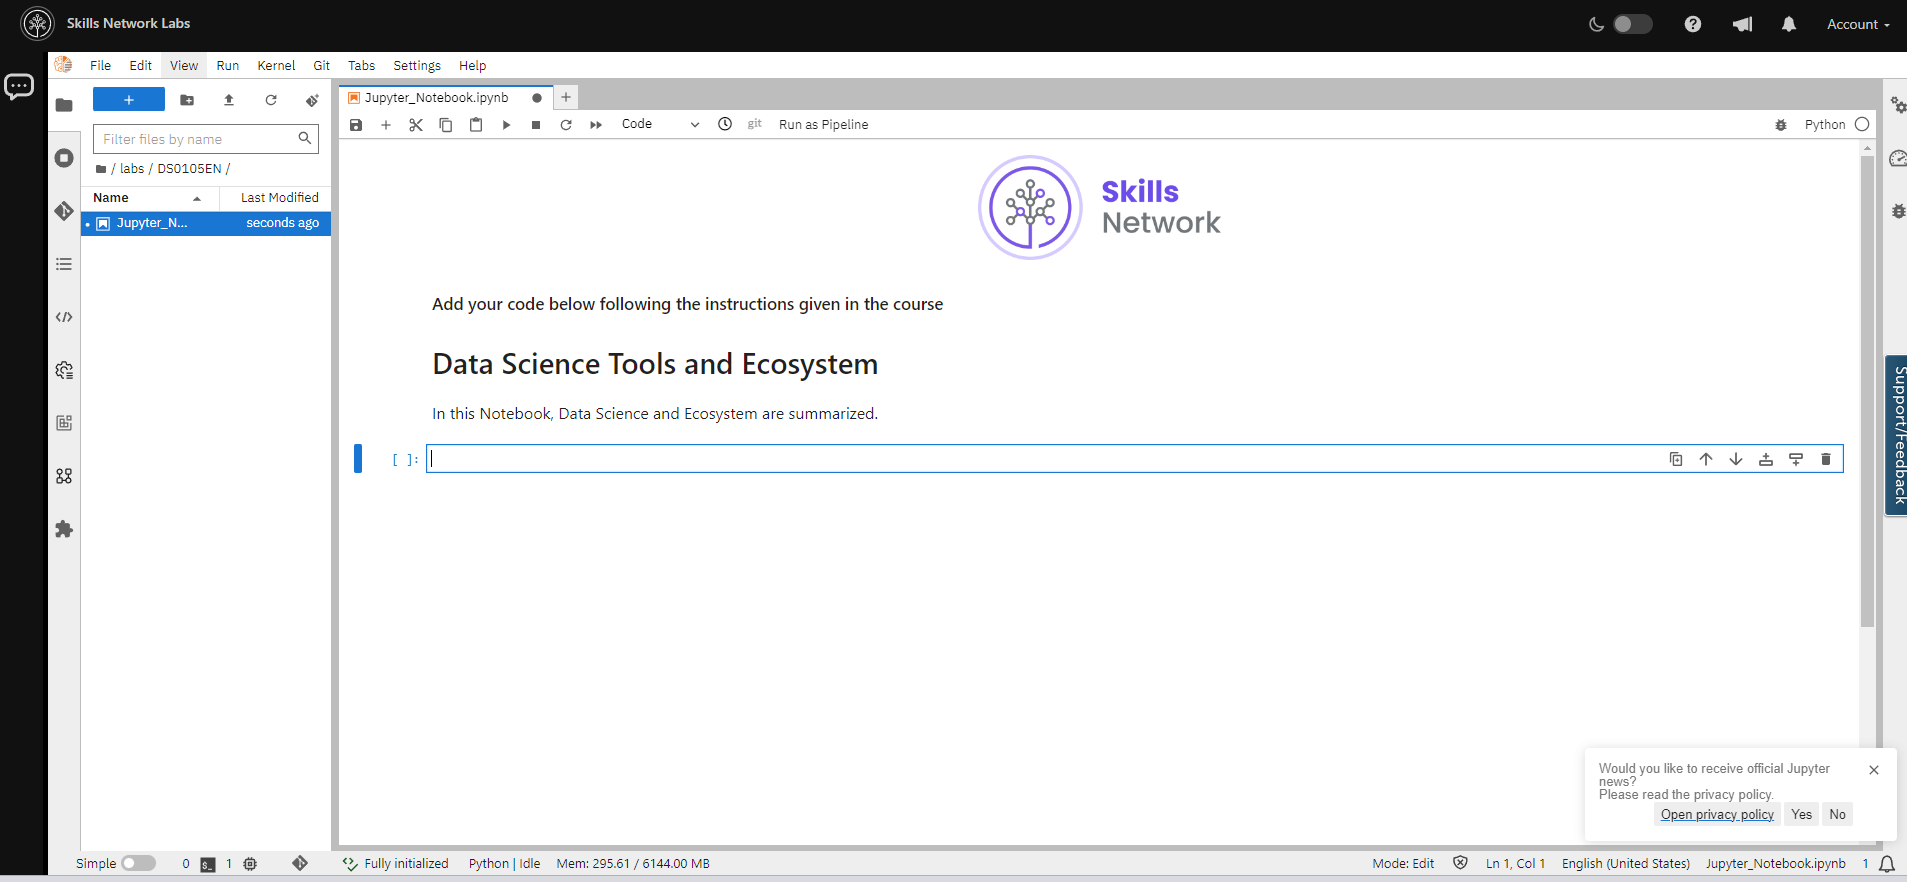 Skills Network Labs
Account
File Edit View Run Kernel Git Tabs Settings Help
Jupyter_Notebook.ipynb
Code
git
Run as Pipeline
Python
Filter files by name
/ labs / DS0105EN /
Name
Last Modified
Jupyter_N...
seconds ago
Skills
Network
Add your code below following the instructions given in the course
Data Science Tools and Ecosystem
In this Notebook, Data Science and Ecosystem are summarized.
[ ]:
Support/Feedback
Would you like to receive official Jupyter
news?
Please read the privacy policy.
Open privacy policy
Yes
No
Simple
0
1
Fully initialized
Python | Idle
Mem: 295.61 / 6144.00 MB
Mode: Edit
Ln 1, Col 1
English (United States)
Jupyter_Notebook.ipynb
1